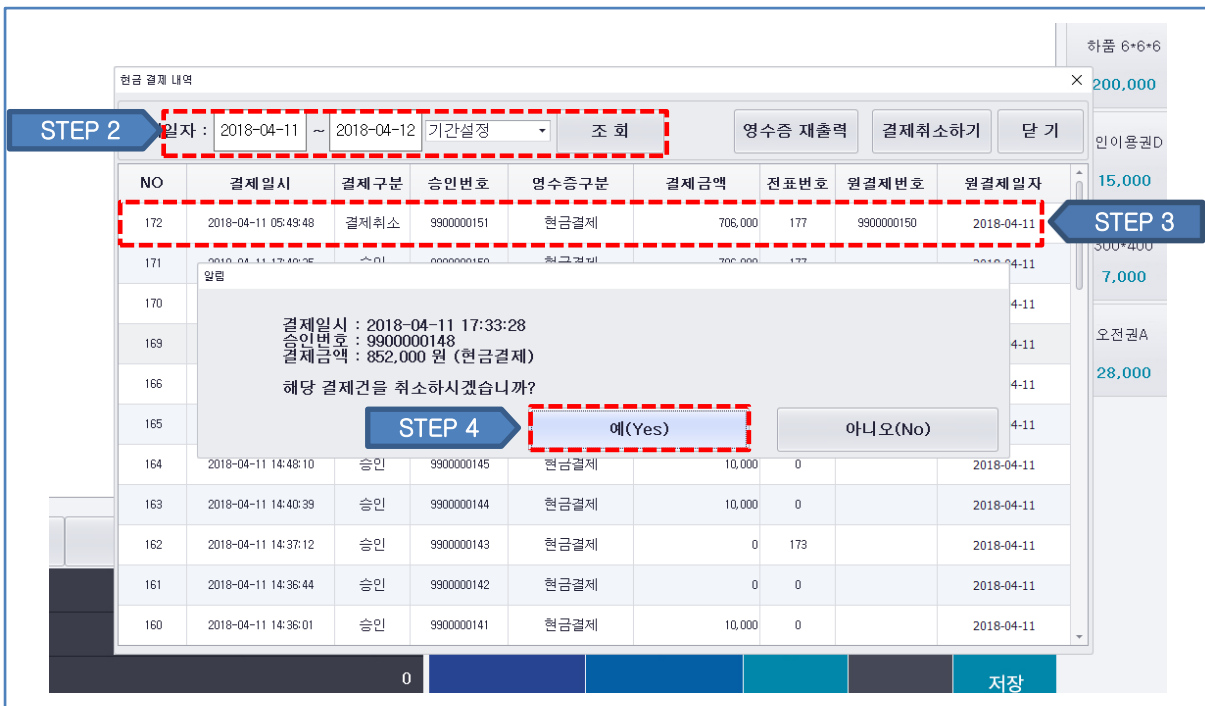 하품 6*6*6
200,000
현금 결제 내역
STEP 2
일자 : 2018-04-11 ~ 2018-04-12 기간설정 조 회 영수증 재출력 결제취소하기 닫 기
인이용권D
15,000
NO 결제일시 결제구분 승인번호 영수증구분 결제금액 전표번호 원결제번호 원결제일자
172 2018-04-11 05:49:48 결제취소 9900000151 현금결제 706,000 177 9900000150 2018-04-11
STEP 3
300*400
7,000
171
알림
170 4-11
결제일시 : 2018-04-11 17:33:28
승인번호 : 9900000148
결제금액 : 852,000 원 (현금결제)
169 4-11
오전권A
28,000
해당 결제건을 취소하시겠습니까?
166 4-11
STEP 4
예(Yes) 아니오(No)
165 4-11
164 2018-04-11 14:48:10 승인 9900000145 현금결제 10,000 0 2018-04-11
163 2018-04-11 14:40:39 승인 9900000144 현금결제 10,000 0 2018-04-11
162 2018-04-11 14:37:12 승인 9900000143 현금결제 0 173 2018-04-11
161 2018-04-11 14:36:44 승인 9900000142 현금결제 0 0 2018-04-11
160 2018-04-11 14:36:01 승인 9900000141 현금결제 10,000 0 2018-04-11
0
저장